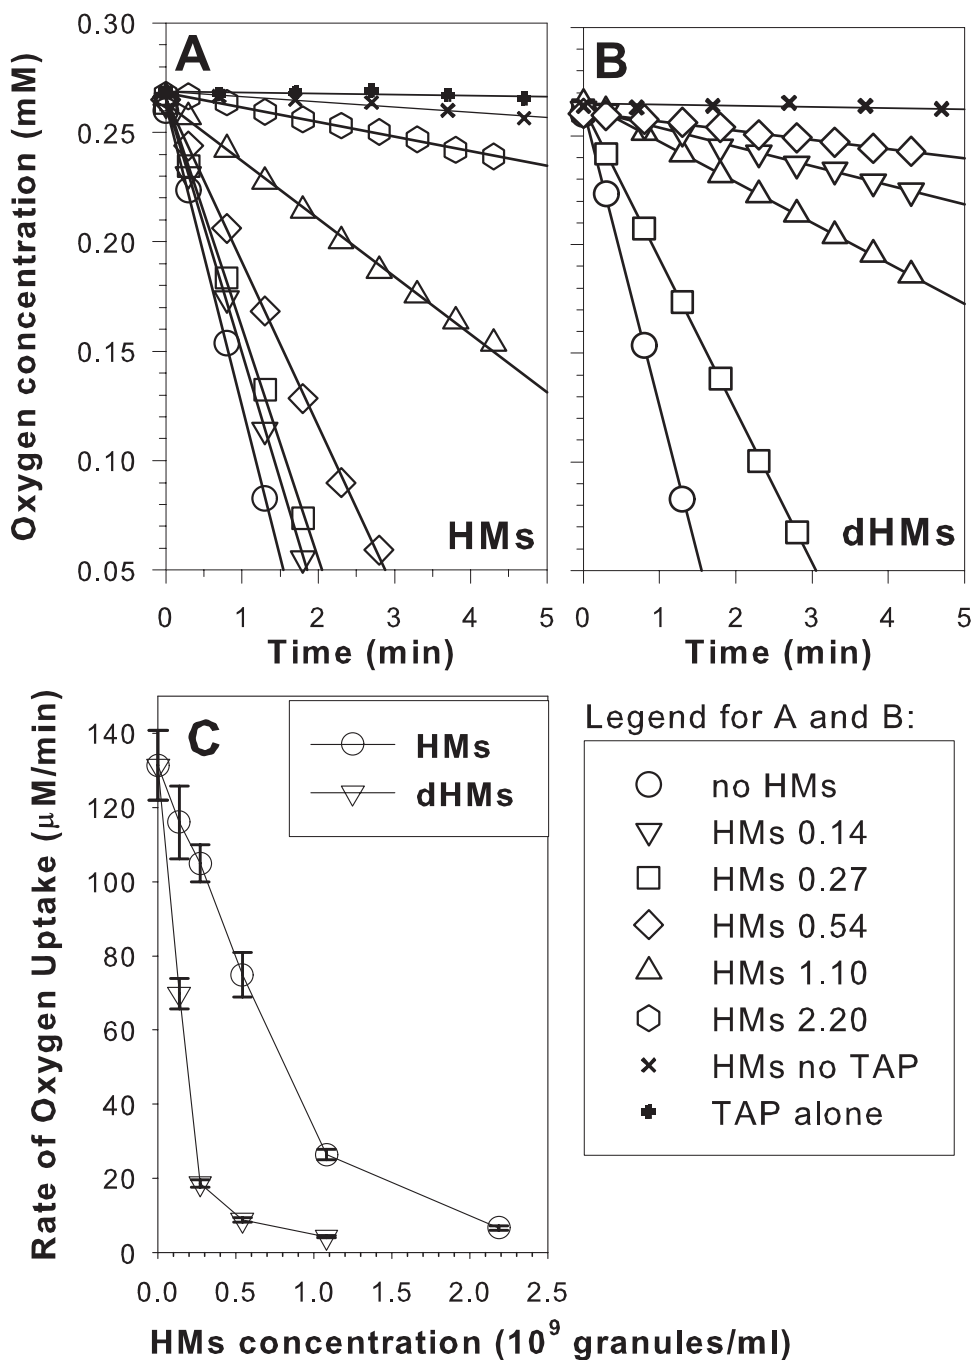 A
B
Oxygen concentration (mM)
0.30
0.25
0.20
0.15
0.10
0.05
HMs
dHMs
0 1 2 3 4 5
0 1 2 3 4 5
Time (min)
Time (min)
C
Rate of Oxygen Uptake (μM/min)
140
120
100
80
60
40
20
0
HMs
dHMs
0.0 0.5 1.0 1.5 2.0 2.5
HMs concentration (10⁹ granules/ml)
Legend for A and B:
no HMs
HMs 0.14
HMs 0.27
HMs 0.54
HMs 1.10
HMs 2.20
HMs no TAP
TAP alone